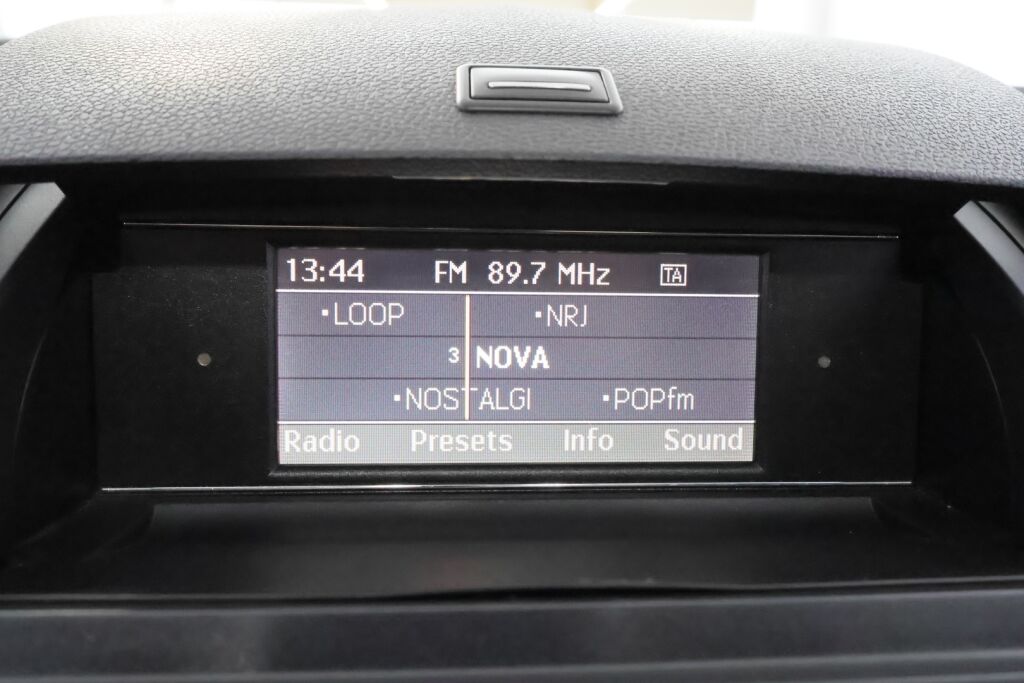 13:44 FM 89.7 MHz TA
·LOOP ·NRJ
3 NOVA
·NOSTALGI ·POPfm
Radio Presets Info Sound